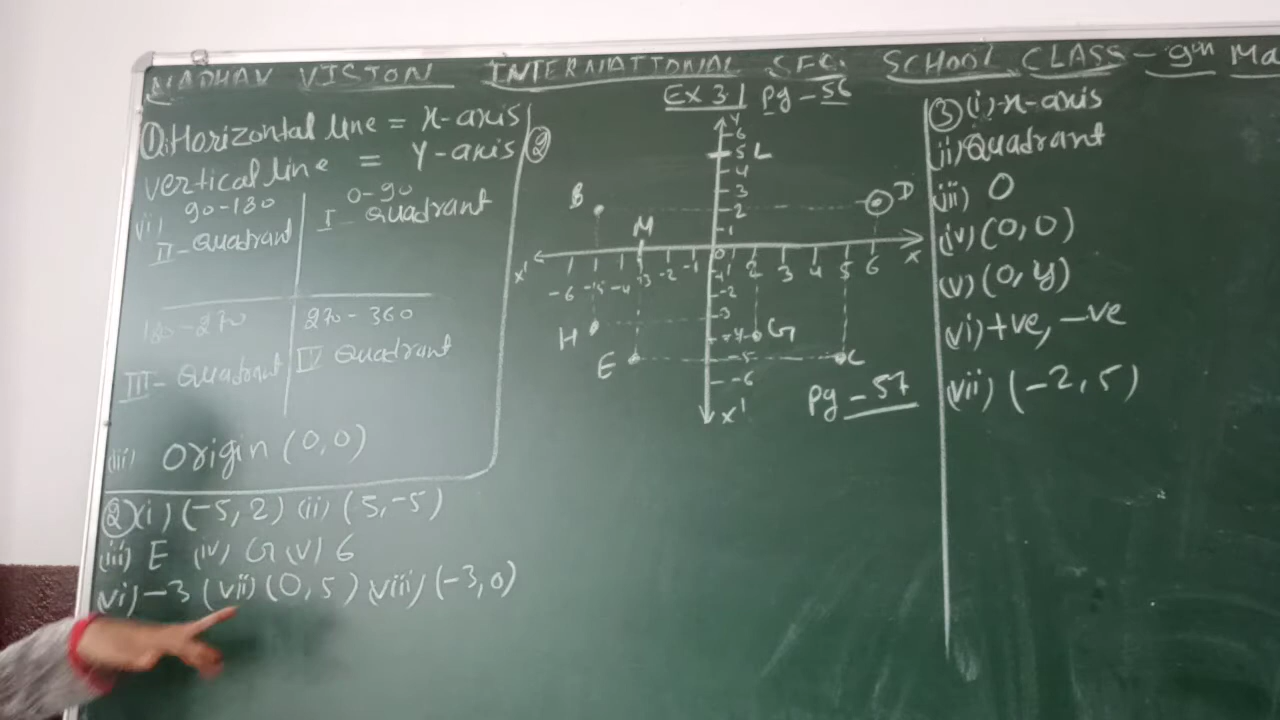 MADHAV VISION INTERNATIONAL SEC. SCHOOL CLASS - 9th Ma
Ex 3.1 Pg - 56
① Horizontal line = x-axis
vertical line = Y-axis
ii) 90-180 0-90
II - Quadrant I - Quadrant
180-270 270-360
III - Quadrant IV Quadrant
(iii) Origin (0,0)
② (i) (-5, 2) (ii) (5, -5)
(iii) E (iv) G (v) 6
(vi) -3 (vii) (0, 5) (viii) (-3, 0)
②
Y
6
5 L
4
3
B 2 D
1
M
X' 0 X
-6 -5 -4 -3 -2 -1 1 2 3 4 5 6
-1
-2
-3
H -4 G
E -5 C
-6
X'
Pg - 57
③ (i) x-axis
(ii) Quadrant
(iii) 0
(iv) (0, 0)
(v) (0, y)
(vi) +ve, -ve
(vii) (-2, 5)